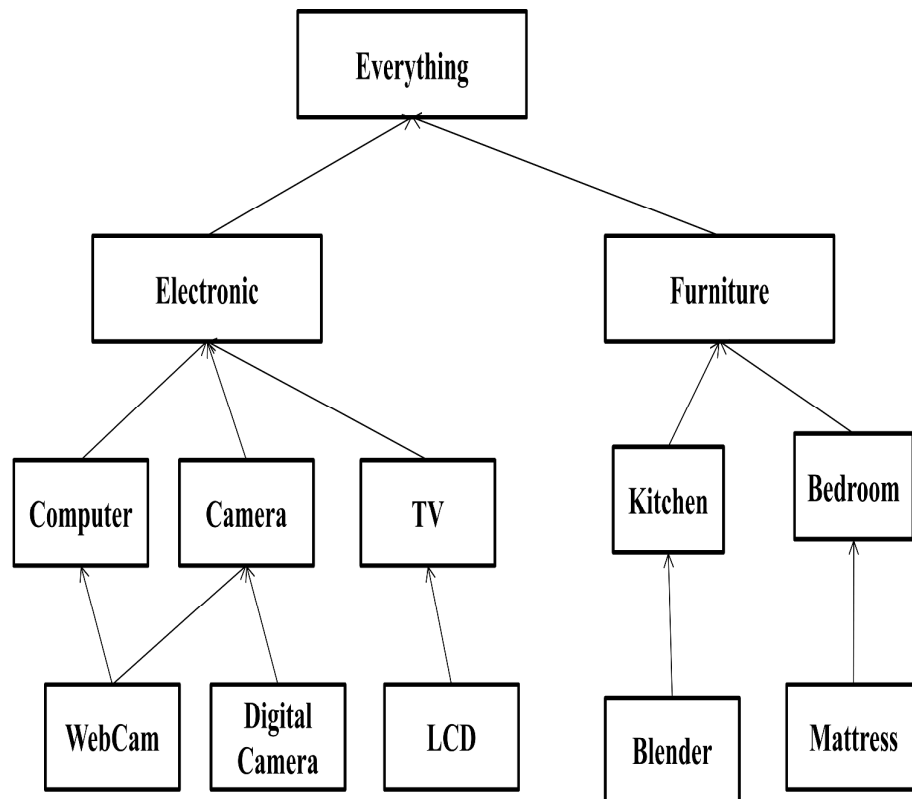 Everything
Electronic
Furniture
Computer
Camera
TV
Kitchen
Bedroom
WebCam
Digital
Camera
LCD
Blender
Mattress